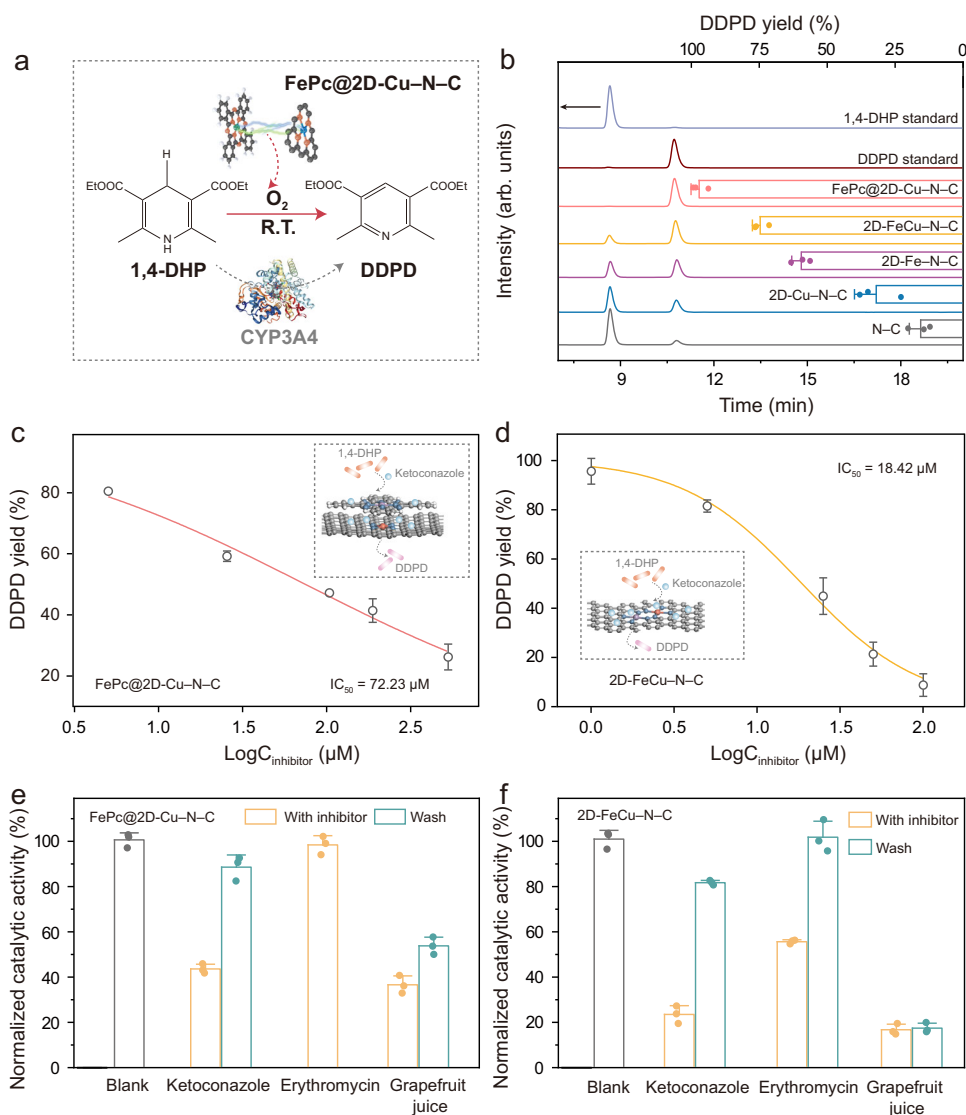 a
FePc@2D-Cu–N–C
H
EtOOC
COOEt
EtOOC
COOEt
O₂
R.T.
N
H
N
1,4-DHP
DDPD
CYP3A4
b
DDPD yield (%)
100 75 50 25 0
1,4-DHP standard
DDPD standard
FePc@2D-Cu–N–C
2D-FeCu–N–C
2D-Fe–N–C
2D-Cu–N–C
N–C
Intensity (arb. units)
9 12 15 18
Time (min)
c
80
60
40
20
DDPD yield (%)
1,4-DHP
Ketoconazole
DDPD
FePc@2D-Cu–N–C
IC₅₀ = 72.23 µM
0.5 1.0 1.5 2.0 2.5
LogC_inhibitor (µM)
d
100
80
60
40
20
0
DDPD yield (%)
IC₅₀ = 18.42 µM
1,4-DHP
Ketoconazole
DDPD
2D-FeCu–N–C
0.0 0.5 1.0 1.5 2.0
LogC_inhibitor (µM)
e
FePc@2D-Cu–N–C
With inhibitor
Wash
100
80
60
40
20
0
Normalized catalytic activity (%)
Blank Ketoconazole Erythromycin Grapefruit
juice
f
2D-FeCu–N–C
With inhibitor
Wash
100
80
60
40
20
0
Normalized catalytic activity (%)
Blank Ketoconazole Erythromycin Grapefruit
juice